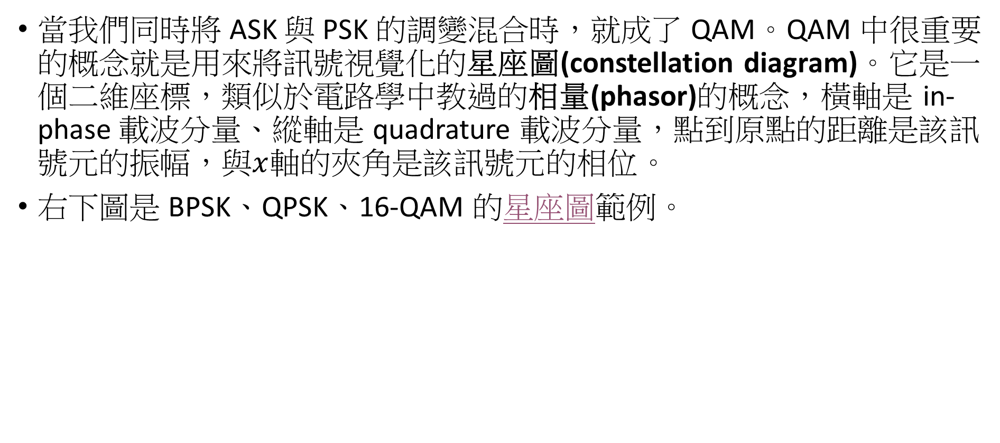 • 當我們同時將 ASK 與 PSK 的調變混合時，就成了 QAM。QAM 中很重要
的概念就是用來將訊號視覺化的星座圖(constellation diagram)。它是一
個二維座標，類似於電路學中教過的相量(phasor)的概念，橫軸是 in-
phase 載波分量、縱軸是 quadrature 載波分量，點到原點的距離是該訊
號元的振幅，與x軸的夾角是該訊號元的相位。
• 右下圖是 BPSK、QPSK、16-QAM 的星座圖範例。